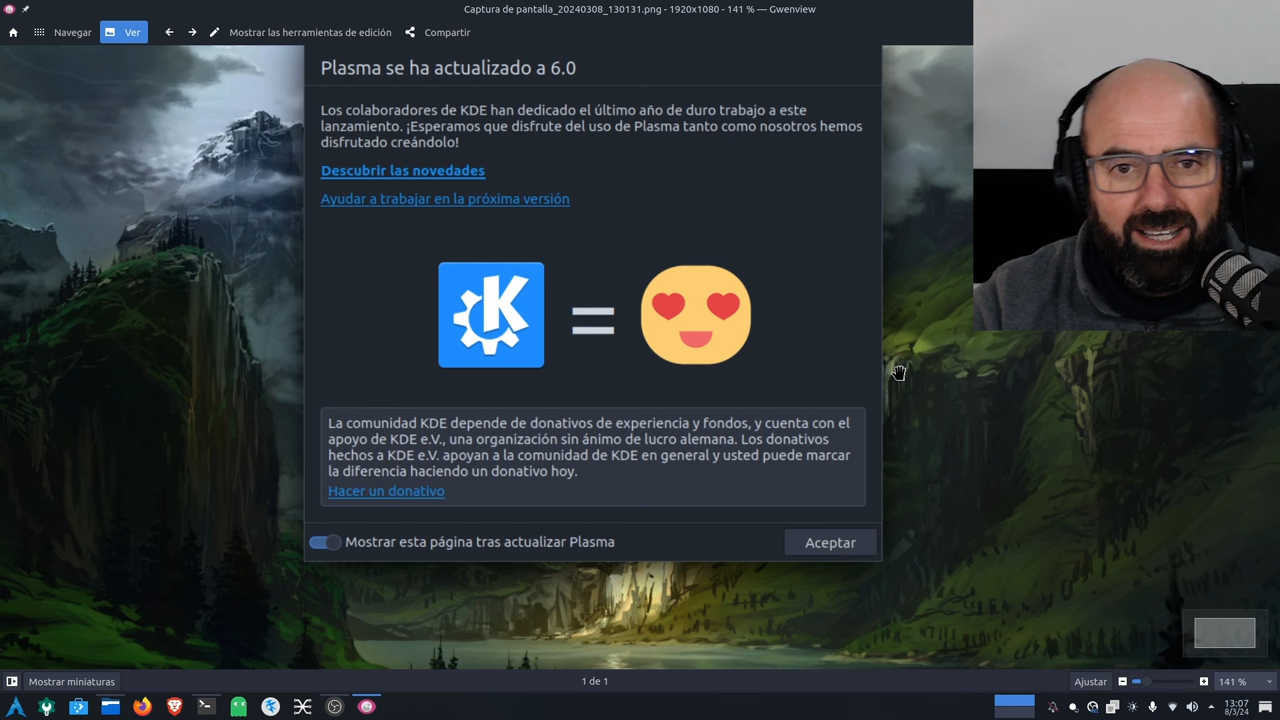 Captura de pantalla_20240308_130131.png - 1920x1080 - 141 % — Gwenview
Navegar
Ver
Mostrar las herramientas de edición
Compartir
Plasma se ha actualizado a 6.0
Los colaboradores de KDE han dedicado el último año de duro trabajo a este
lanzamiento. ¡Esperamos que disfrute del uso de Plasma tanto como nosotros hemos
disfrutado creándolo!
Descubrir las novedades
Ayudar a trabajar en la próxima versión
K
=
La comunidad KDE depende de donativos de experiencia y fondos, y cuenta con el
apoyo de KDE e.V., una organización sin ánimo de lucro alemana. Los donativos
hechos a KDE e.V. apoyan a la comunidad de KDE en general y usted puede marcar
la diferencia haciendo un donativo hoy.
Hacer un donativo
Mostrar esta página tras actualizar Plasma
Aceptar
Mostrar miniaturas
1 de 1
Ajustar
141 %
13:07
8/3/24